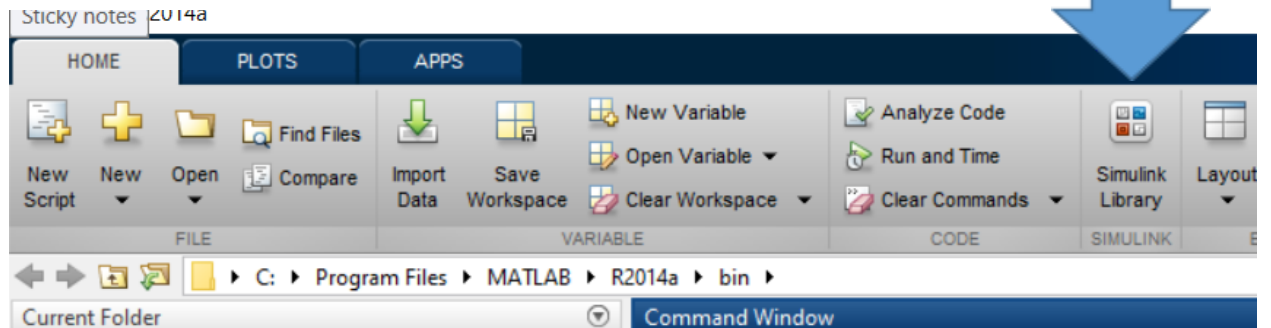 Sticky notes 2014a
HOME PLOTS APPS
New Script
New
Open
Find Files
Compare
Import Data
Save Workspace
New Variable
Open Variable
Clear Workspace
Analyze Code
Run and Time
Clear Commands
Simulink Library
Layout
FILE VARIABLE CODE SIMULINK E
C: Program Files MATLAB R2014a bin
Current Folder Command Window